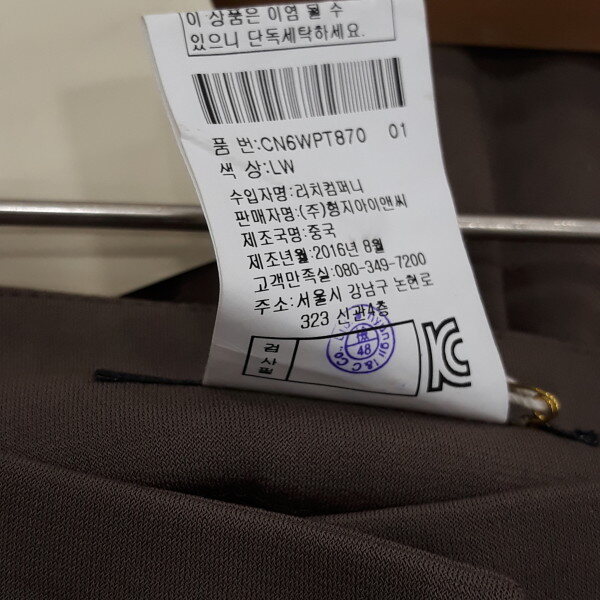 이 상품은 이염 될 수
있으니 단독세탁하세요.
품 번:CN6WPT870 01
색 상:LW
수입자명:리치컴퍼니
판매자명:(주)형지아이앤씨
제조국명:중국
제조년월:2016년 8월
고객만족실:080-349-7200
주소:서울시 강남구 논현로
323 신관4층
검사필
48
KC